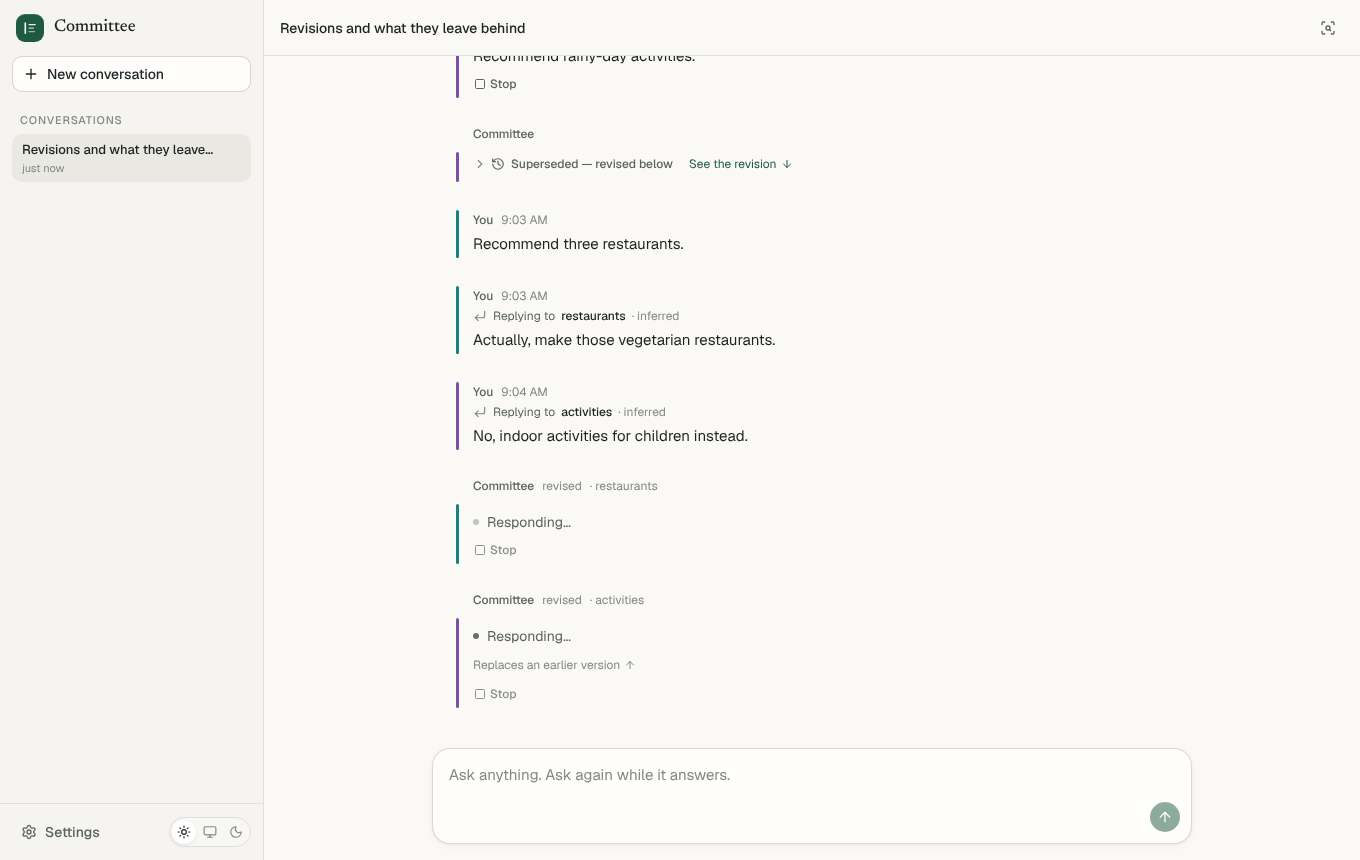 Committee
New conversation
CONVERSATIONS
Revisions and what they leave...
just now
Settings
Revisions and what they leave behind
Recommend rainy-day activities.
Stop
Committee
Superseded — revised below See the revision ↓
You 9:03 AM
Recommend three restaurants.
You 9:03 AM
Replying to restaurants · inferred
Actually, make those vegetarian restaurants.
You 9:04 AM
Replying to activities · inferred
No, indoor activities for children instead.
Committee revised · restaurants
Responding...
Stop
Committee revised · activities
Responding...
Replaces an earlier version ↑
Stop
Ask anything. Ask again while it answers.